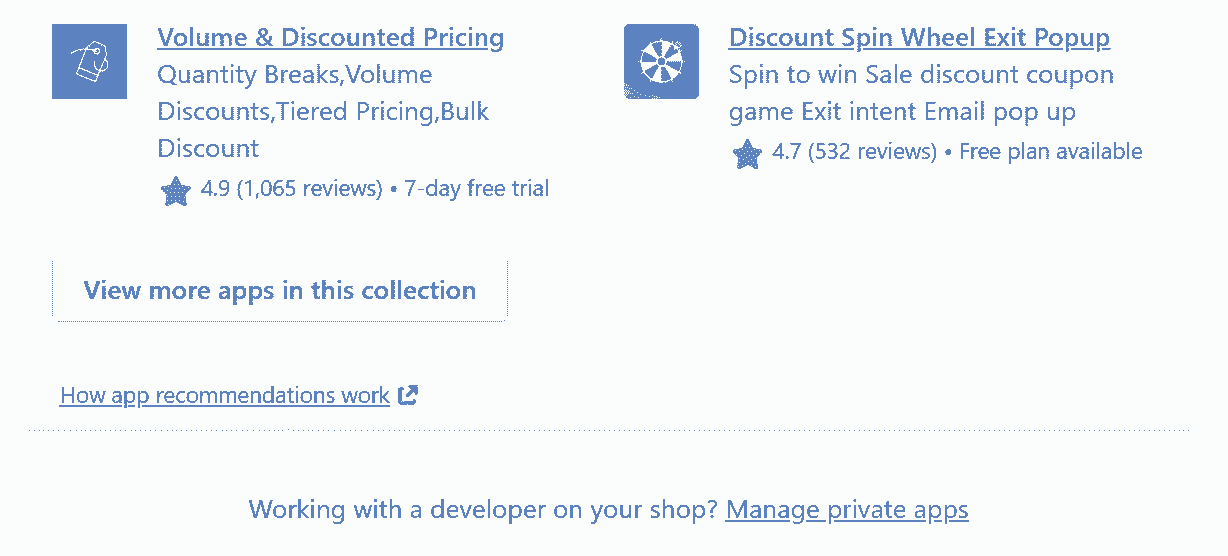 Volume & Discounted Pricing
Quantity Breaks,Volume
Discounts,Tiered Pricing,Bulk
Discount
4.9 (1,065 reviews) • 7-day free trial
Discount Spin Wheel Exit Popup
Spin to win Sale discount coupon
game Exit intent Email pop up
4.7 (532 reviews) • Free plan available
View more apps in this collection
How app recommendations work
Working with a developer on your shop? Manage private apps